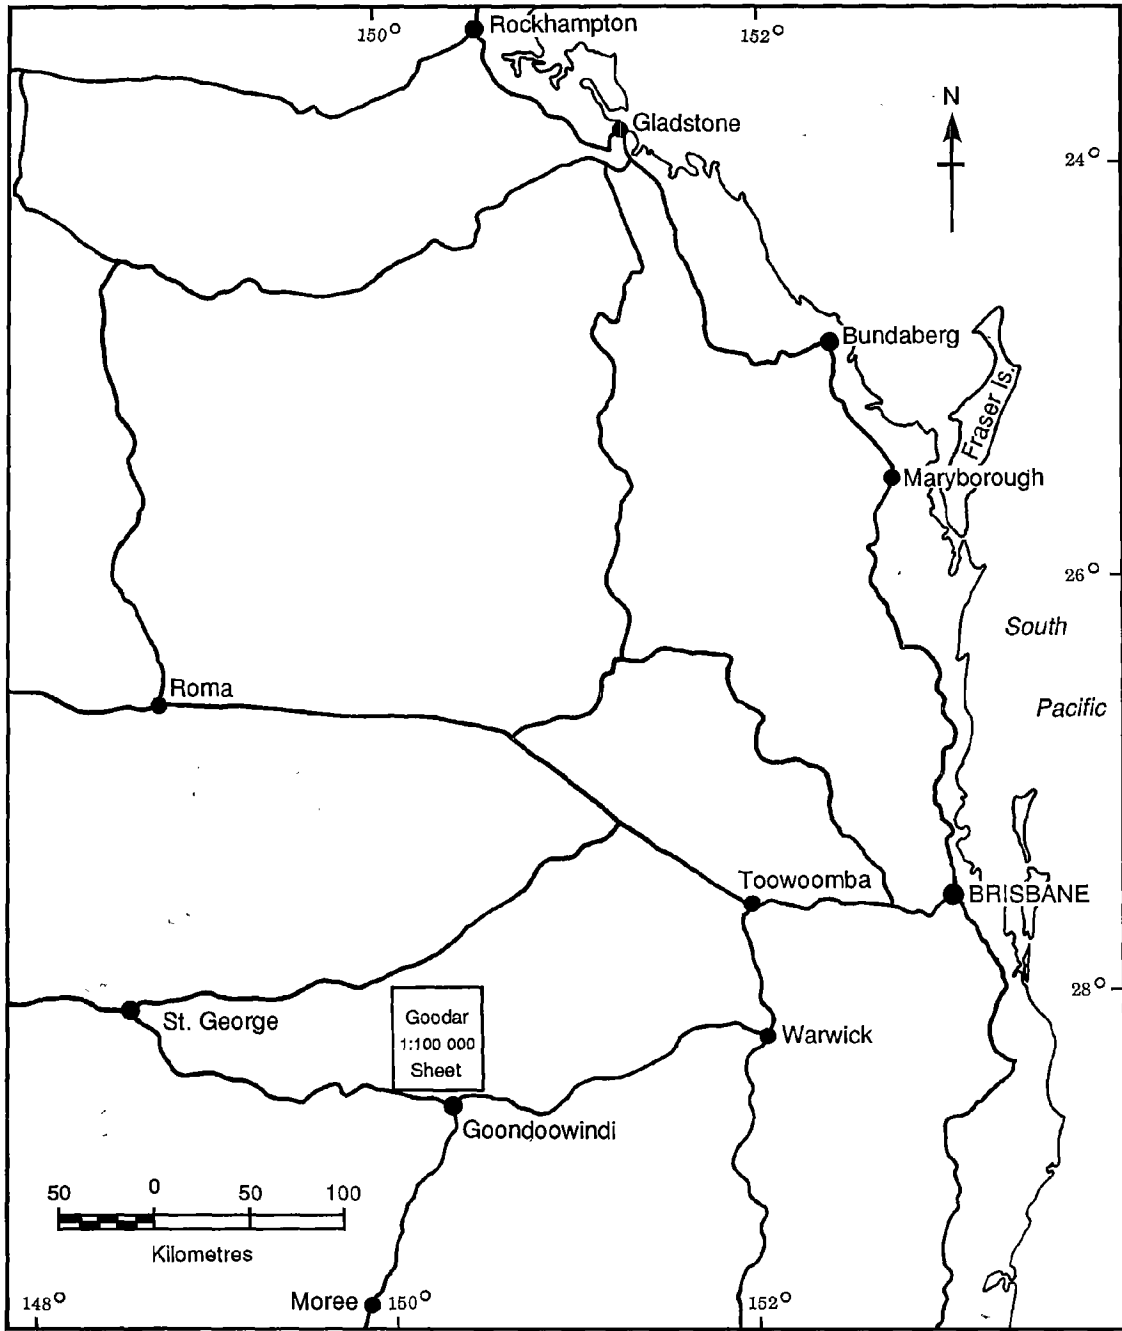 150°
Rockhampton
152°
N
Gladstone
24°
Bundaberg
Fraser Is.
Maryborough
26°
South
Roma
Pacific
Toowoomba
BRISBANE
28°
Goodar
1:100 000
Sheet
St. George
Warwick
Goondoowindi
50 0 50 100
Kilometres
148°
Moree
150°
152°